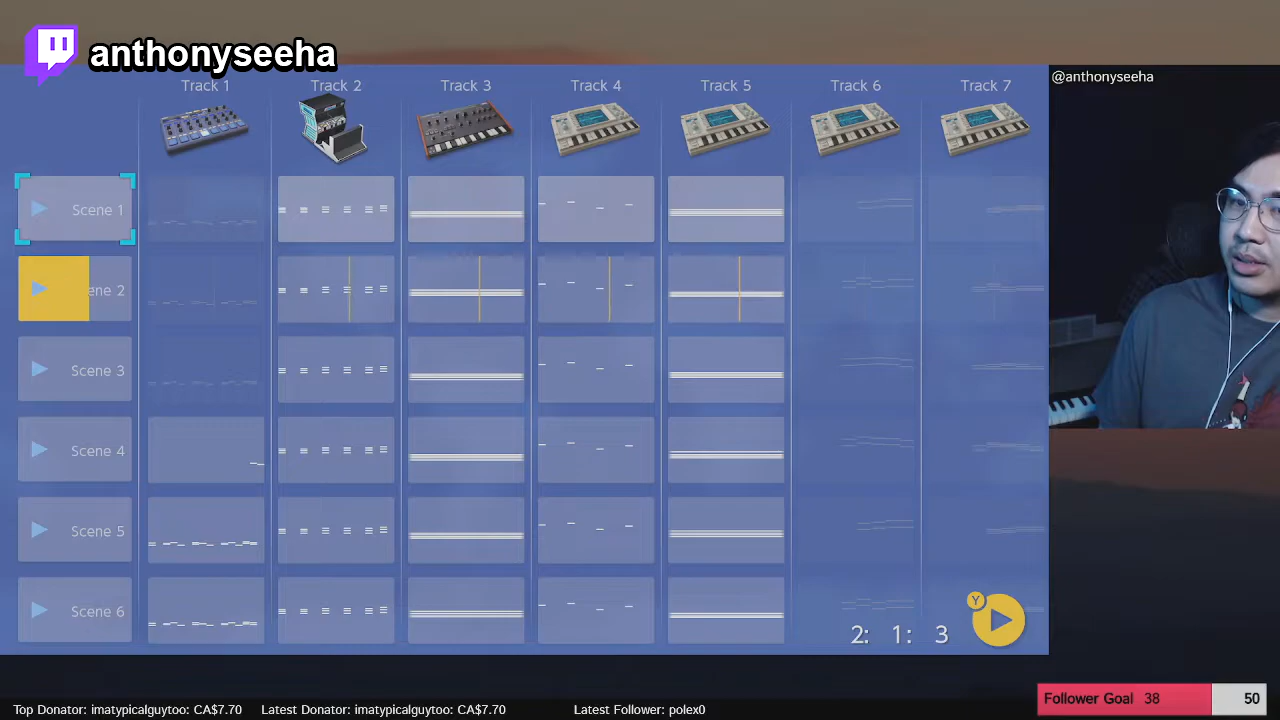 anthonyseeha
@anthonyseeha
Track 1 Track 2 Track 3 Track 4 Track 5 Track 6 Track 7
Scene 1
ene 2
Scene 3
Scene 4
Scene 5
Scene 6
Y
2: 1: 3
Follower Goal 38 50
Top Donator: imatypicalguytoo: CA$7.70 Latest Donator: imatypicalguytoo: CA$7.70 Latest Follower: polex0